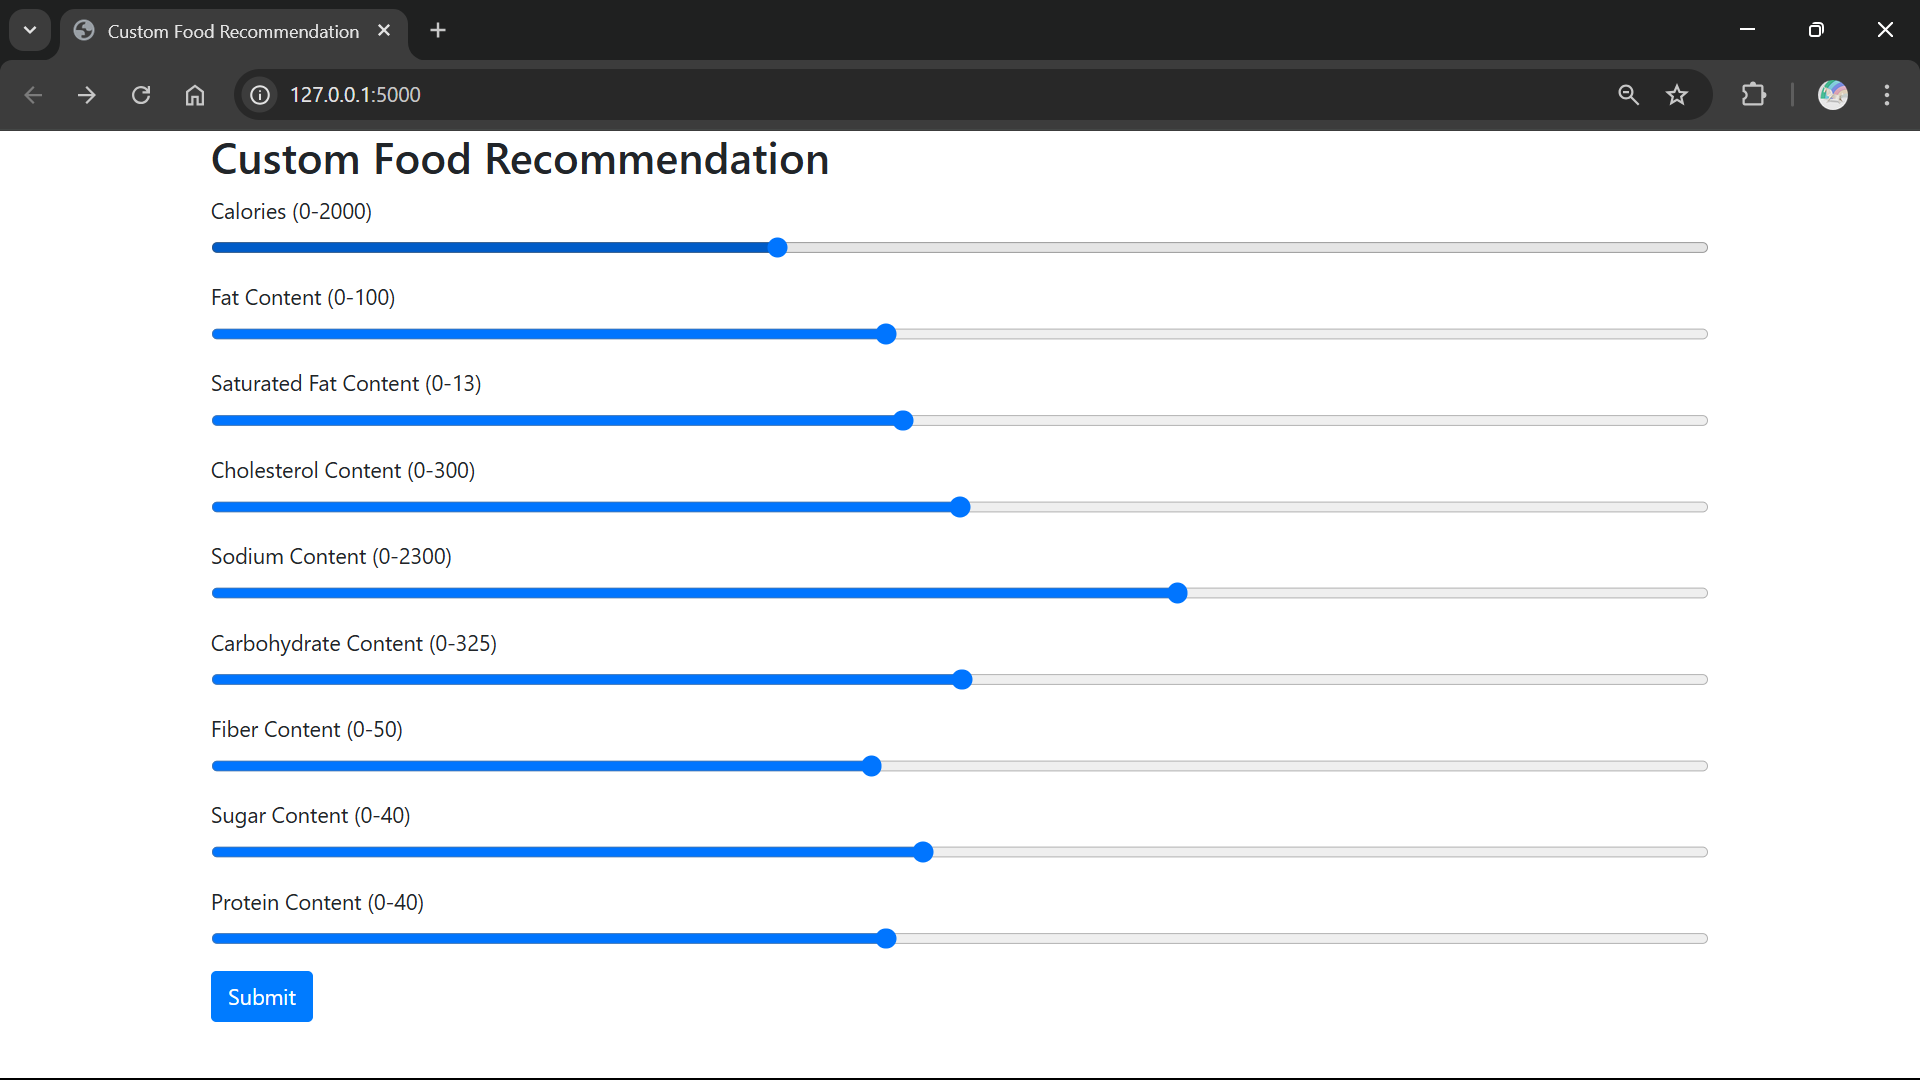 Custom Food Recommendation
127.0.0.1:5000
Custom Food Recommendation
Calories (0-2000)
Fat Content (0-100)
Saturated Fat Content (0-13)
Cholesterol Content (0-300)
Sodium Content (0-2300)
Carbohydrate Content (0-325)
Fiber Content (0-50)
Sugar Content (0-40)
Protein Content (0-40)
Submit